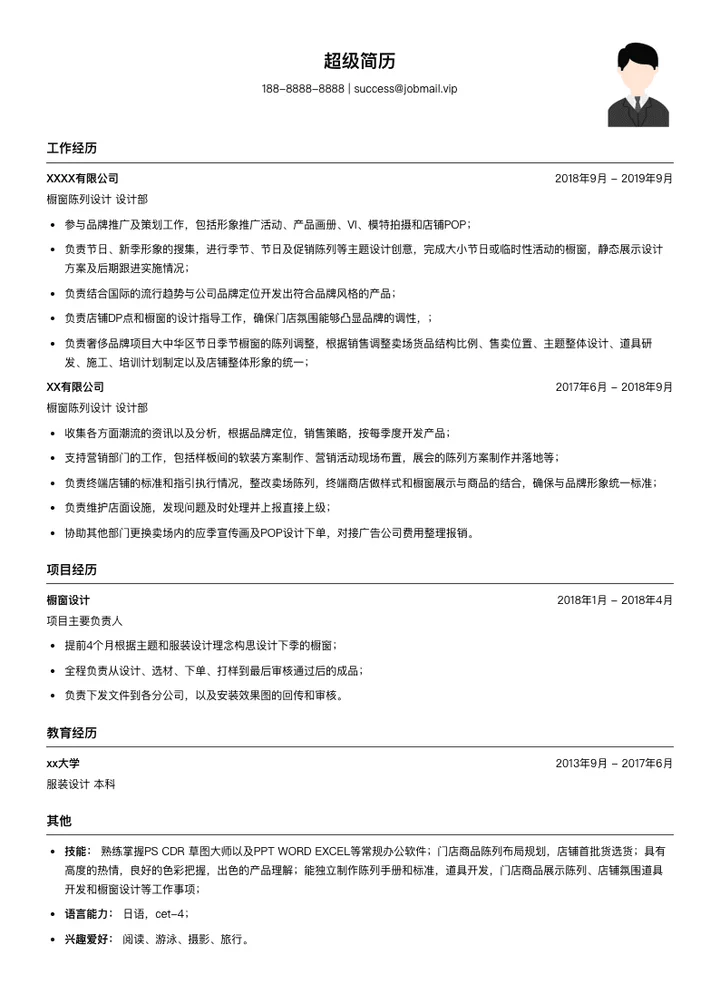 超级简历
188-8888-8888 | success@jobmail.vip
工作经历
XXXX有限公司 2018年9月 - 2019年9月
橱窗陈列设计 设计部
• 参与品牌推广及策划工作，包括形象推广活动、产品画册、VI、模特拍摄和店铺POP；
• 负责节日、新季形象的搜集，进行季节、节日及促销陈列等主题设计创意，完成大小节日或临时性活动的橱窗，静态展示设计
方案及后期跟进实施情况；
• 负责结合国际的流行趋势与公司品牌定位开发出符合品牌风格的产品；
• 负责店铺DP点和橱窗的设计指导工作，确保门店氛围能够凸显品牌的调性，；
• 负责奢侈品牌项目大中华区节日季节橱窗的陈列调整，根据销售调整卖场货品结构比例、售卖位置、主题整体设计、道具研
发、施工、培训计划制定以及店铺整体形象的统一；
XX有限公司 2017年6月 - 2018年9月
橱窗陈列设计 设计部
• 收集各方面潮流的资讯以及分析，根据品牌定位，销售策略，按每季度开发产品；
• 支持营销部门的工作，包括样板间的软装方案制作、营销活动现场布置，展会的陈列方案制作并落地等；
• 负责终端店铺的标准和指引执行情况，整改卖场陈列，终端商店做样式和橱窗展示与商品的结合，确保与品牌形象统一标准；
• 负责维护店面设施，发现问题及时处理并上报直接上级；
• 协助其他部门更换卖场内的应季宣传画及POP设计下单，对接广告公司费用整理报销。
项目经历
橱窗设计 2018年1月 - 2018年4月
项目主要负责人
• 提前4个月根据主题和服装设计理念构思设计下季的橱窗；
• 全程负责从设计、选材、下单、打样到最后审核通过后的成品；
• 负责下发文件到各分公司，以及安装效果图的回传和审核。
教育经历
xx大学 2013年9月 - 2017年6月
服装设计 本科
其他
• 技能： 熟练掌握PS CDR 草图大师以及PPT WORD EXCEL等常规办公软件；门店商品陈列布局规划，店铺首批货选货；具有
高度的热情，良好的色彩把握，出色的产品理解；能独立制作陈列手册和标准，道具开发，门店商品展示陈列、店铺氛围道具
开发和橱窗设计等工作事项；
• 语言能力： 日语，cet-4；
• 兴趣爱好： 阅读、游泳、摄影、旅行。